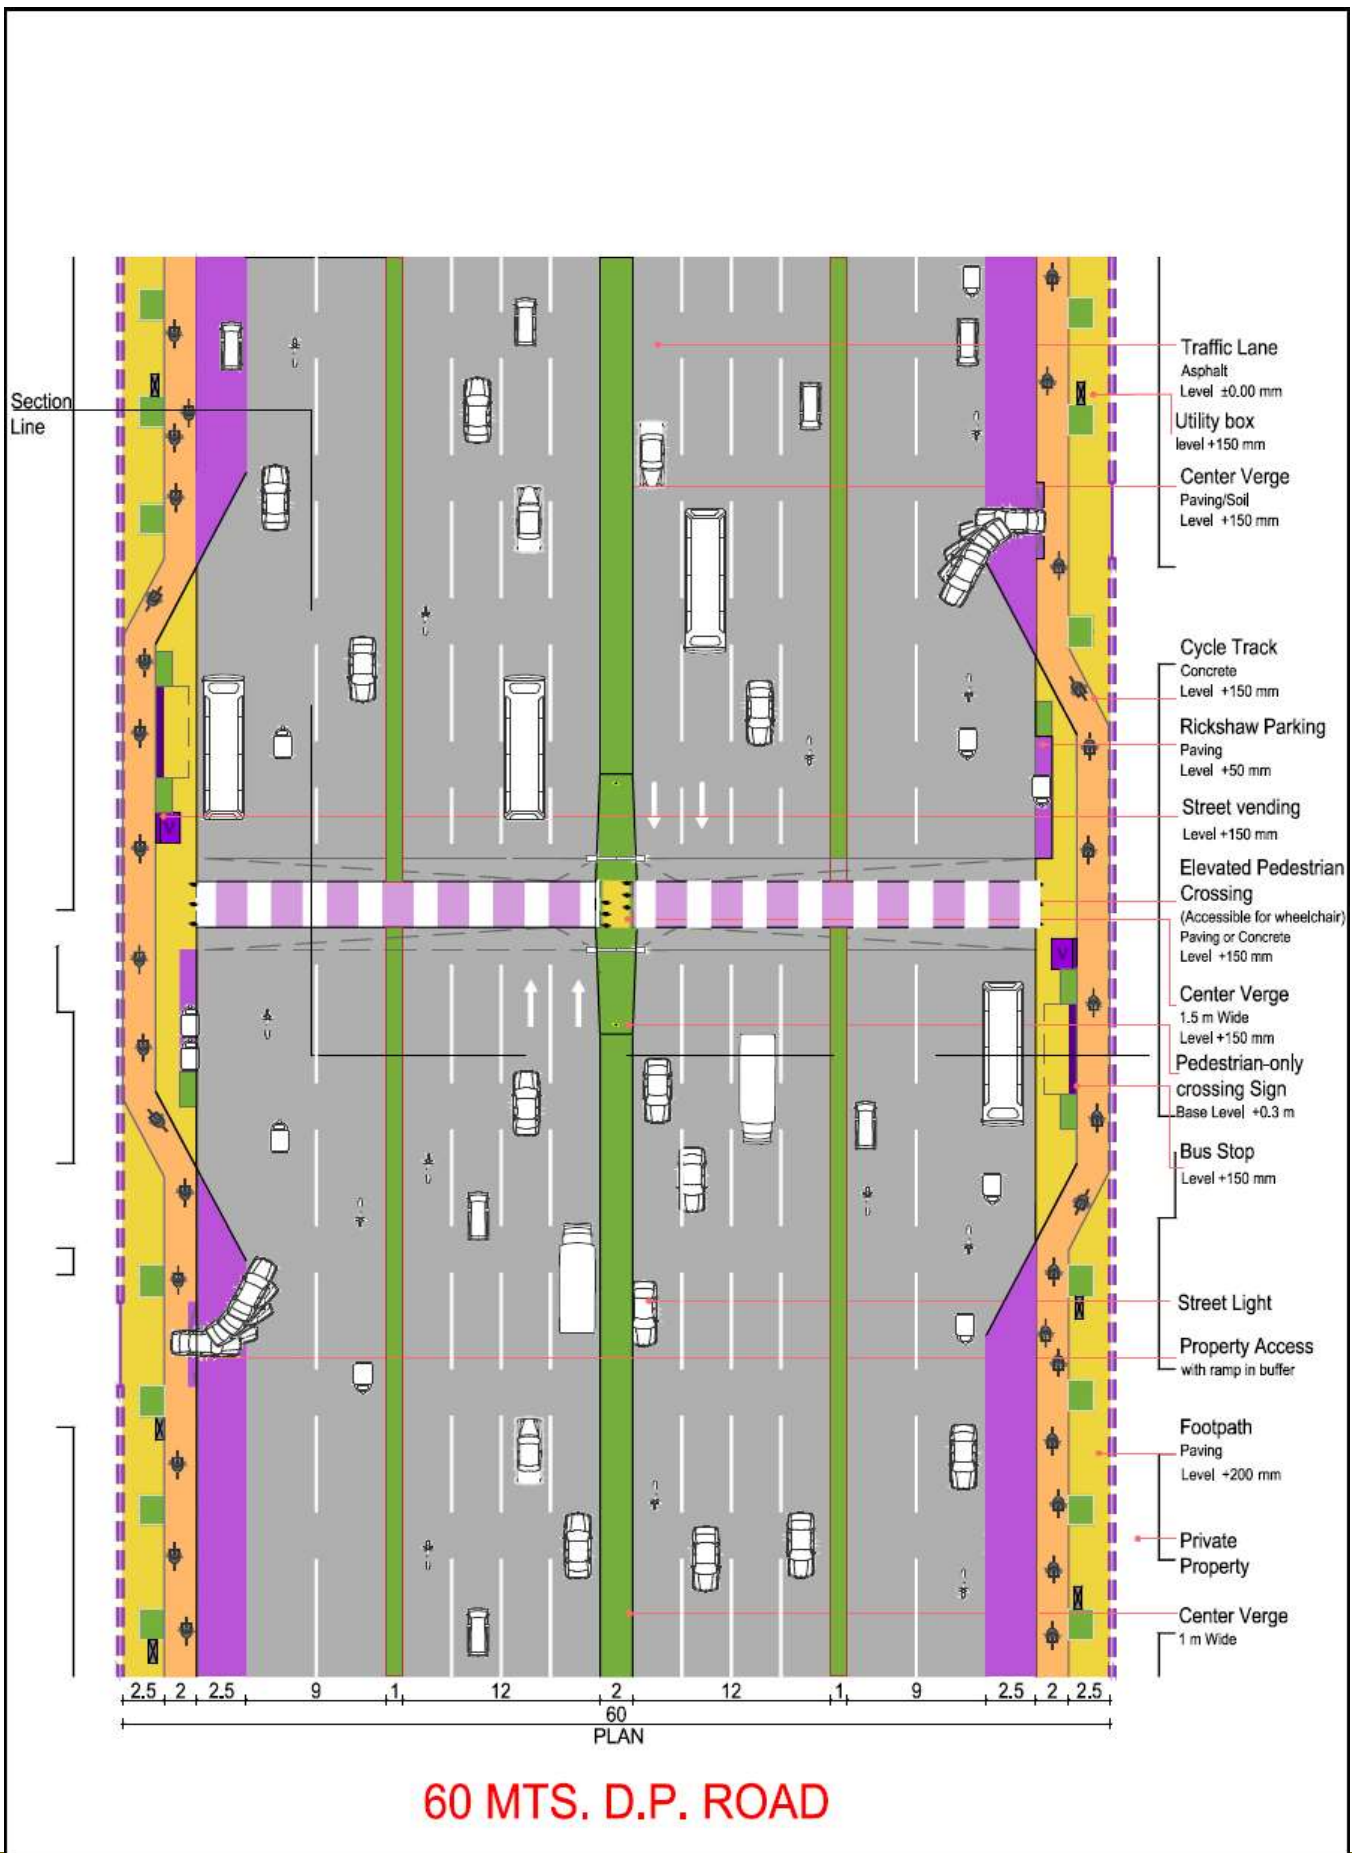 Section
Line
Traffic Lane
Asphalt
Level ±0.00 mm
Utility box
level +150 mm
Center Verge
Paving/Soil
Level +150 mm
Cycle Track
Concrete
Level +150 mm
Rickshaw Parking
Paving
Level +50 mm
Street vending
Level +150 mm
Elevated Pedestrian
Crossing
(Accessible for wheelchair)
Paving or Concrete
Level +150 mm
Center Verge
1.5 m Wide
Level +150 mm
Pedestrian-only
crossing Sign
Base Level +0.3 m
Bus Stop
Level +150 mm
Street Light
Property Access
with ramp in buffer
Footpath
Paving
Level +200 mm
Private
Property
Center Verge
1 m Wide
V
V
2.5 2 2.5 9 1 12 2 12 1 9 2.5 2 2.5
60
PLAN
60 MTS. D.P. ROAD